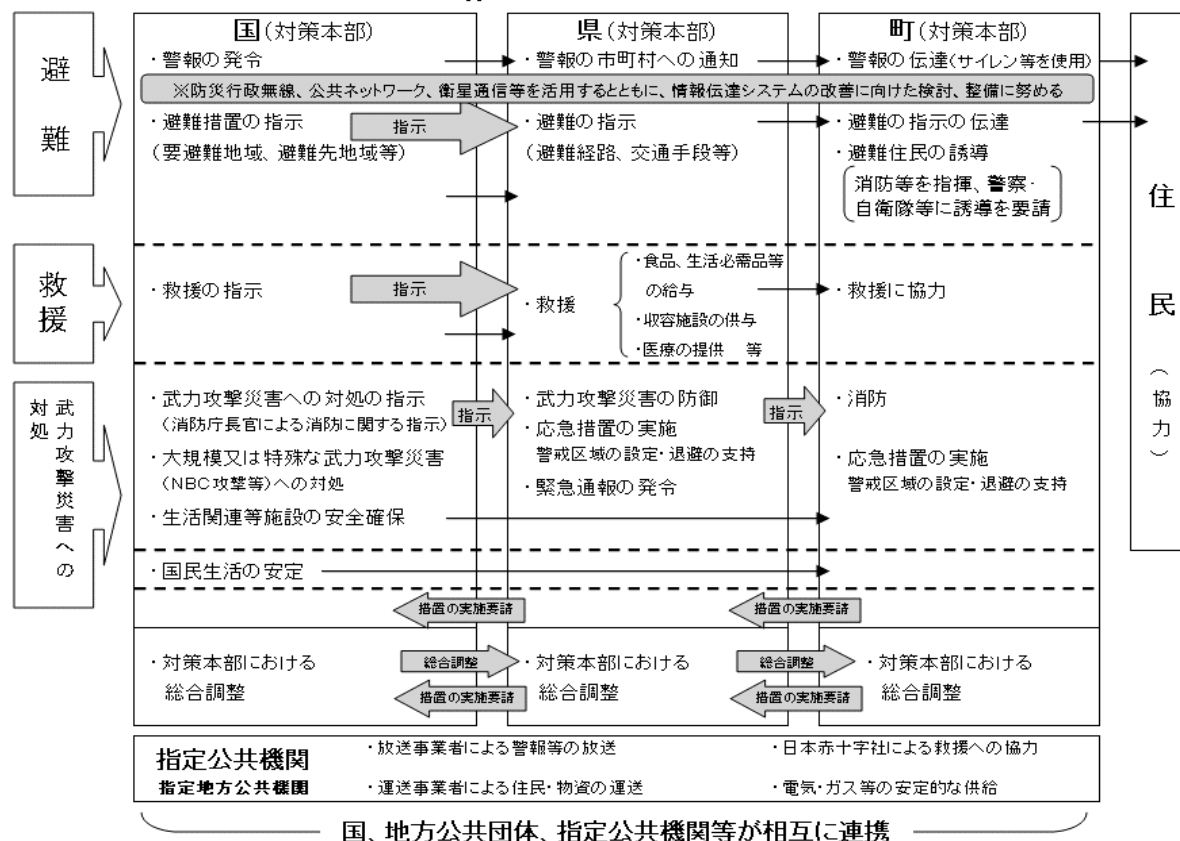 国(対策本部)
県(対策本部)
町(対策本部)
避難
・警報の発令
・警報の市町村への通知
・警報の伝達(サイレン等を使用)
※防災行政無線、公共ネットワーク、衛星通信等を活用するとともに、情報伝達システムの改善に向けた検討、整備に努める
・避難措置の指示
(要避難地域、避難先地域等)
指示
・避難の指示
(避難経路、交通手段等)
・避難の指示の伝達
・避難住民の誘導
消防等を指揮、警察・
自衛隊等に誘導を要請
住民
(協力)
救援
・救援の指示
指示
・救援
・食品、生活必需品等
の給与
・収容施設の供与
・医療の提供 等
・救援に協力
武力攻撃災害への
対処
・武力攻撃災害への対処の指示
(消防庁長官による消防に関する指示)
・大規模又は特殊な武力攻撃災害
(NBC攻撃等)への対処
・生活関連等施設の安全確保
指示
・武力攻撃災害の防御
・応急措置の実施
警戒区域の設定・退避の支持
・緊急通報の発令
指示
・消防
・応急措置の実施
警戒区域の設定・退避の支持
・国民生活の安定
措置の実施要請
措置の実施要請
・対策本部における
総合調整
総合調整
措置の実施要請
・対策本部における
総合調整
総合調整
措置の実施要請
・対策本部における
総合調整
指定公共機関
指定地方公共機関
・放送事業者による警報等の放送
・日本赤十字社による救援への協力
・運送事業者による住民・物資の運送
・電気・ガス等の安定的な供給
国、地方公共団体、指定公共機関等が相互に連携